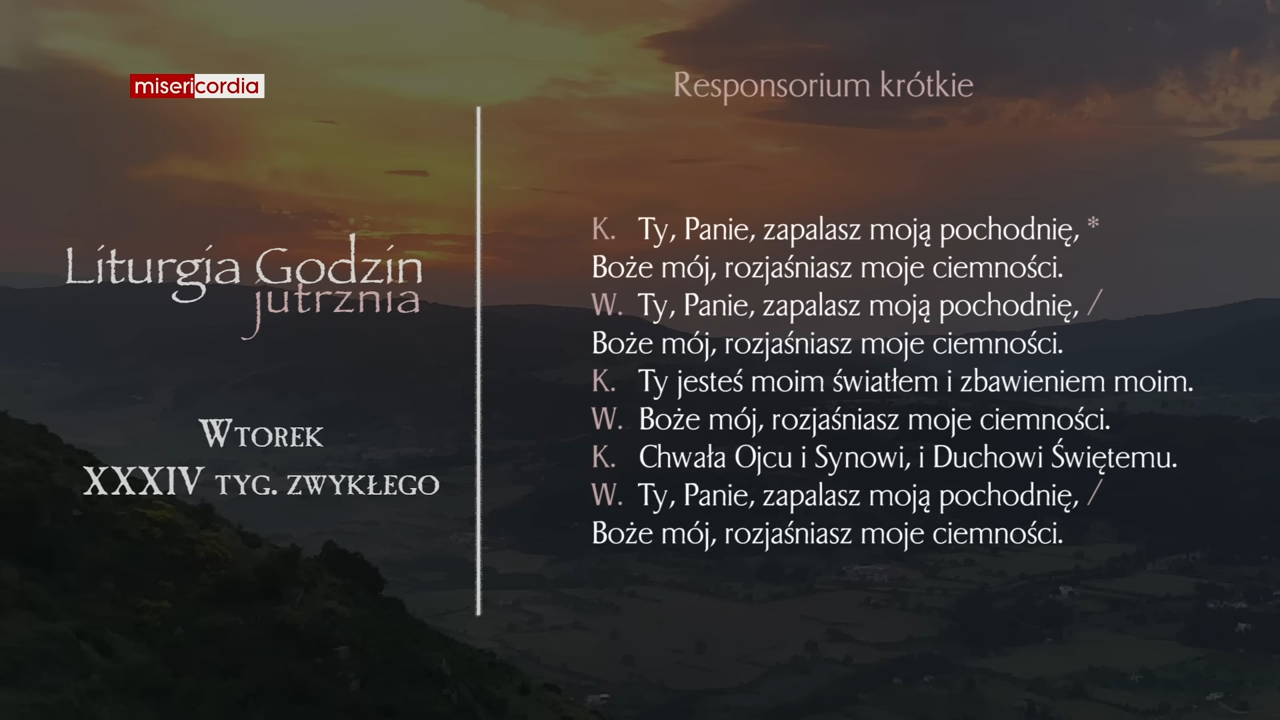 misericordia
Liturgia Godzin
jutrznia
Wtorek
XXXIV tyg. zwykłego
Responsorium krótkie
K. Ty, Panie, zapalasz moją pochodnię, *
Boże mój, rozjaśniasz moje ciemności.
W. Ty, Panie, zapalasz moją pochodnię, /
Boże mój, rozjaśniasz moje ciemności.
K. Ty jesteś moim światłem i zbawieniem moim.
W. Boże mój, rozjaśniasz moje ciemności.
K. Chwała Ojcu i Synowi, i Duchowi Świętemu.
W. Ty, Panie, zapalasz moją pochodnię, /
Boże mój, rozjaśniasz moje ciemności.